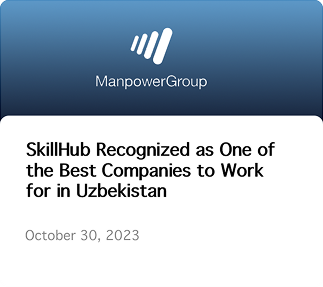 ManpowerGroup
SkillHub Recognized as One of
the Best Companies to Work
for in Uzbekistan
October 30, 2023